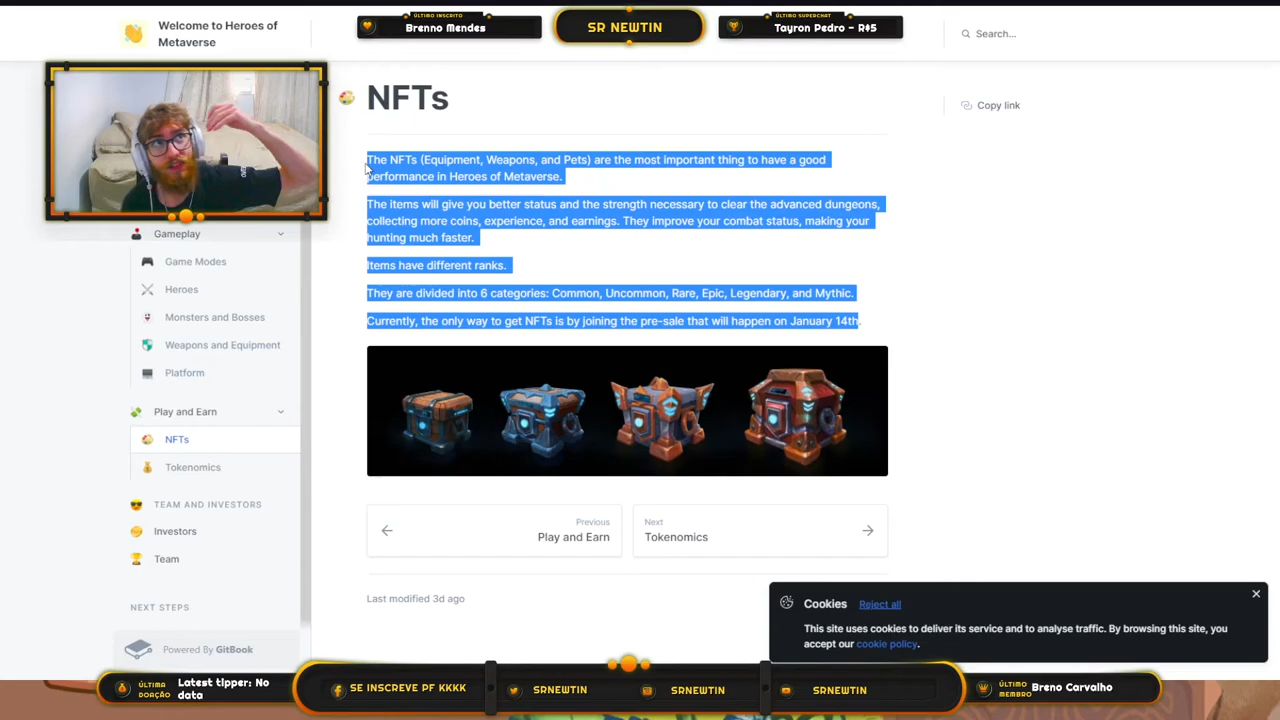 Welcome to Heroes of
Metaverse
ÚLTIMO INSCRITO
Brenno Mendes
SR NEWTIN
ÚLTIMO SUPERCHAT
Tayron Pedro - R$5
Search...
NFTs
Copy link
The NFTs (Equipment, Weapons, and Pets) are the most important thing to have a good
performance in Heroes of Metaverse.
The items will give you better status and the strength necessary to clear the advanced dungeons,
collecting more coins, experience, and earnings. They improve your combat status, making your
hunting much faster.
Items have different ranks.
They are divided into 6 categories: Common, Uncommon, Rare, Epic, Legendary, and Mythic.
Currently, the only way to get NFTs is by joining the pre-sale that will happen on January 14th.
Gameplay
Game Modes
Heroes
Monsters and Bosses
Weapons and Equipment
Platform
Play and Earn
NFTs
Tokenomics
TEAM AND INVESTORS
Investors
Team
NEXT STEPS
Powered By GitBook
Previous
Play and Earn
Next
Tokenomics
Last modified 3d ago
Cookies Reject all
This site uses cookies to deliver its service and to analyse traffic. By browsing this site, you
accept our cookie policy.
ÚLTIMA
DOAÇÃO
Latest tipper: No
data
SE INSCREVE PF KKKK
SRNEWTIN
SRNEWTIN
SRNEWTIN
ÚLTIMO
MEMBRO
Breno Carvalho